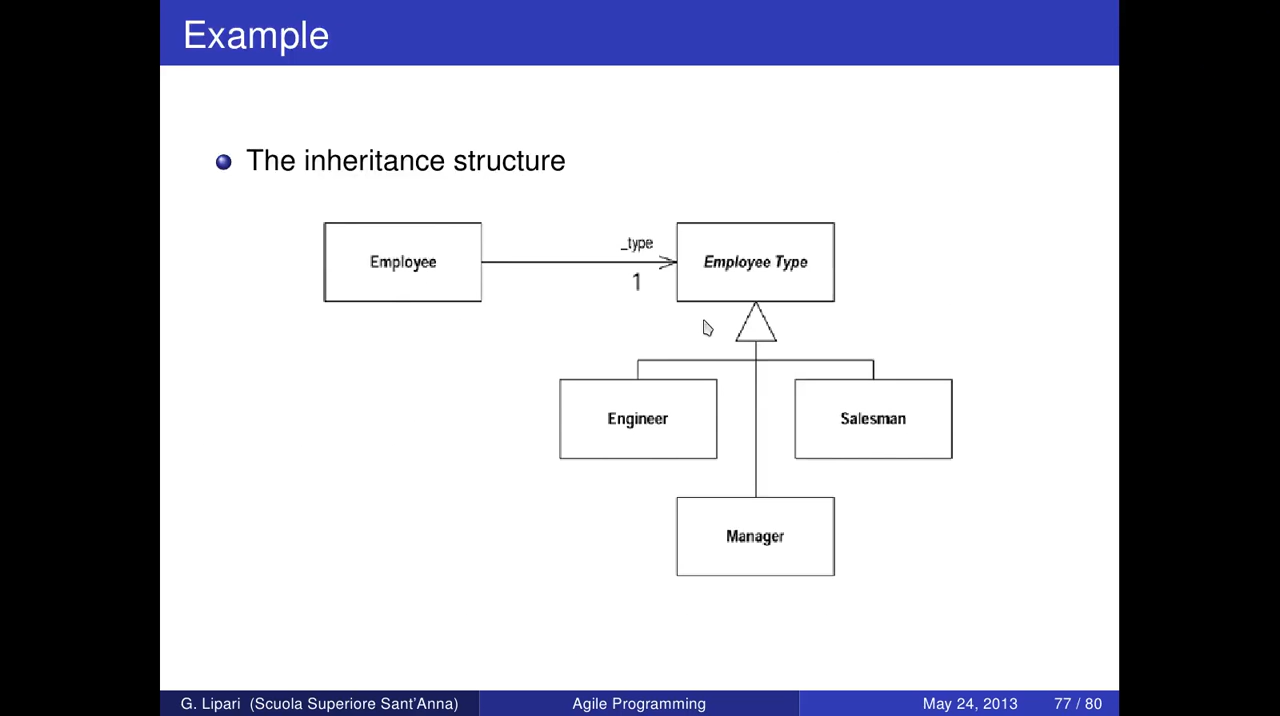 Example
The inheritance structure
_type
Employee
Employee Type
1
Engineer
Salesman
Manager
G. Lipari (Scuola Superiore Sant'Anna)
Agile Programming
May 24, 2013
77 / 80